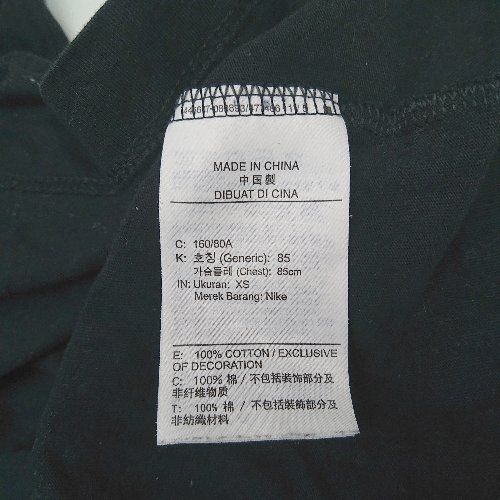 MADE IN CHINA
中国製
DIBUAT DI CINA
C: 160/80A
K: 호칭 (Generic): 85
가슴둘레 (Chest): 85cm
IN: Ukuran: XS
Merek Barang: Nike
E: 100% COTTON / EXCLUSIVE
OF DECORATION
C: 100% 棉 / 不包括装饰部分及
非纤维物质
T: 100% 棉 / 不包括裝飾部分及
非紡織材料